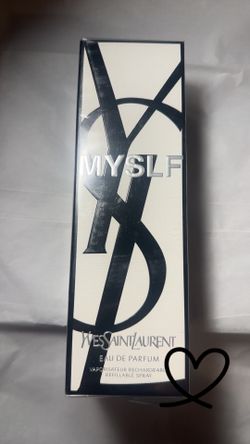 MYSLF
YVESSAINTLAURENT
EAU DE PARFUM
VAPORISATEUR RECHARGEABLE
REFILLABLE SPRAY